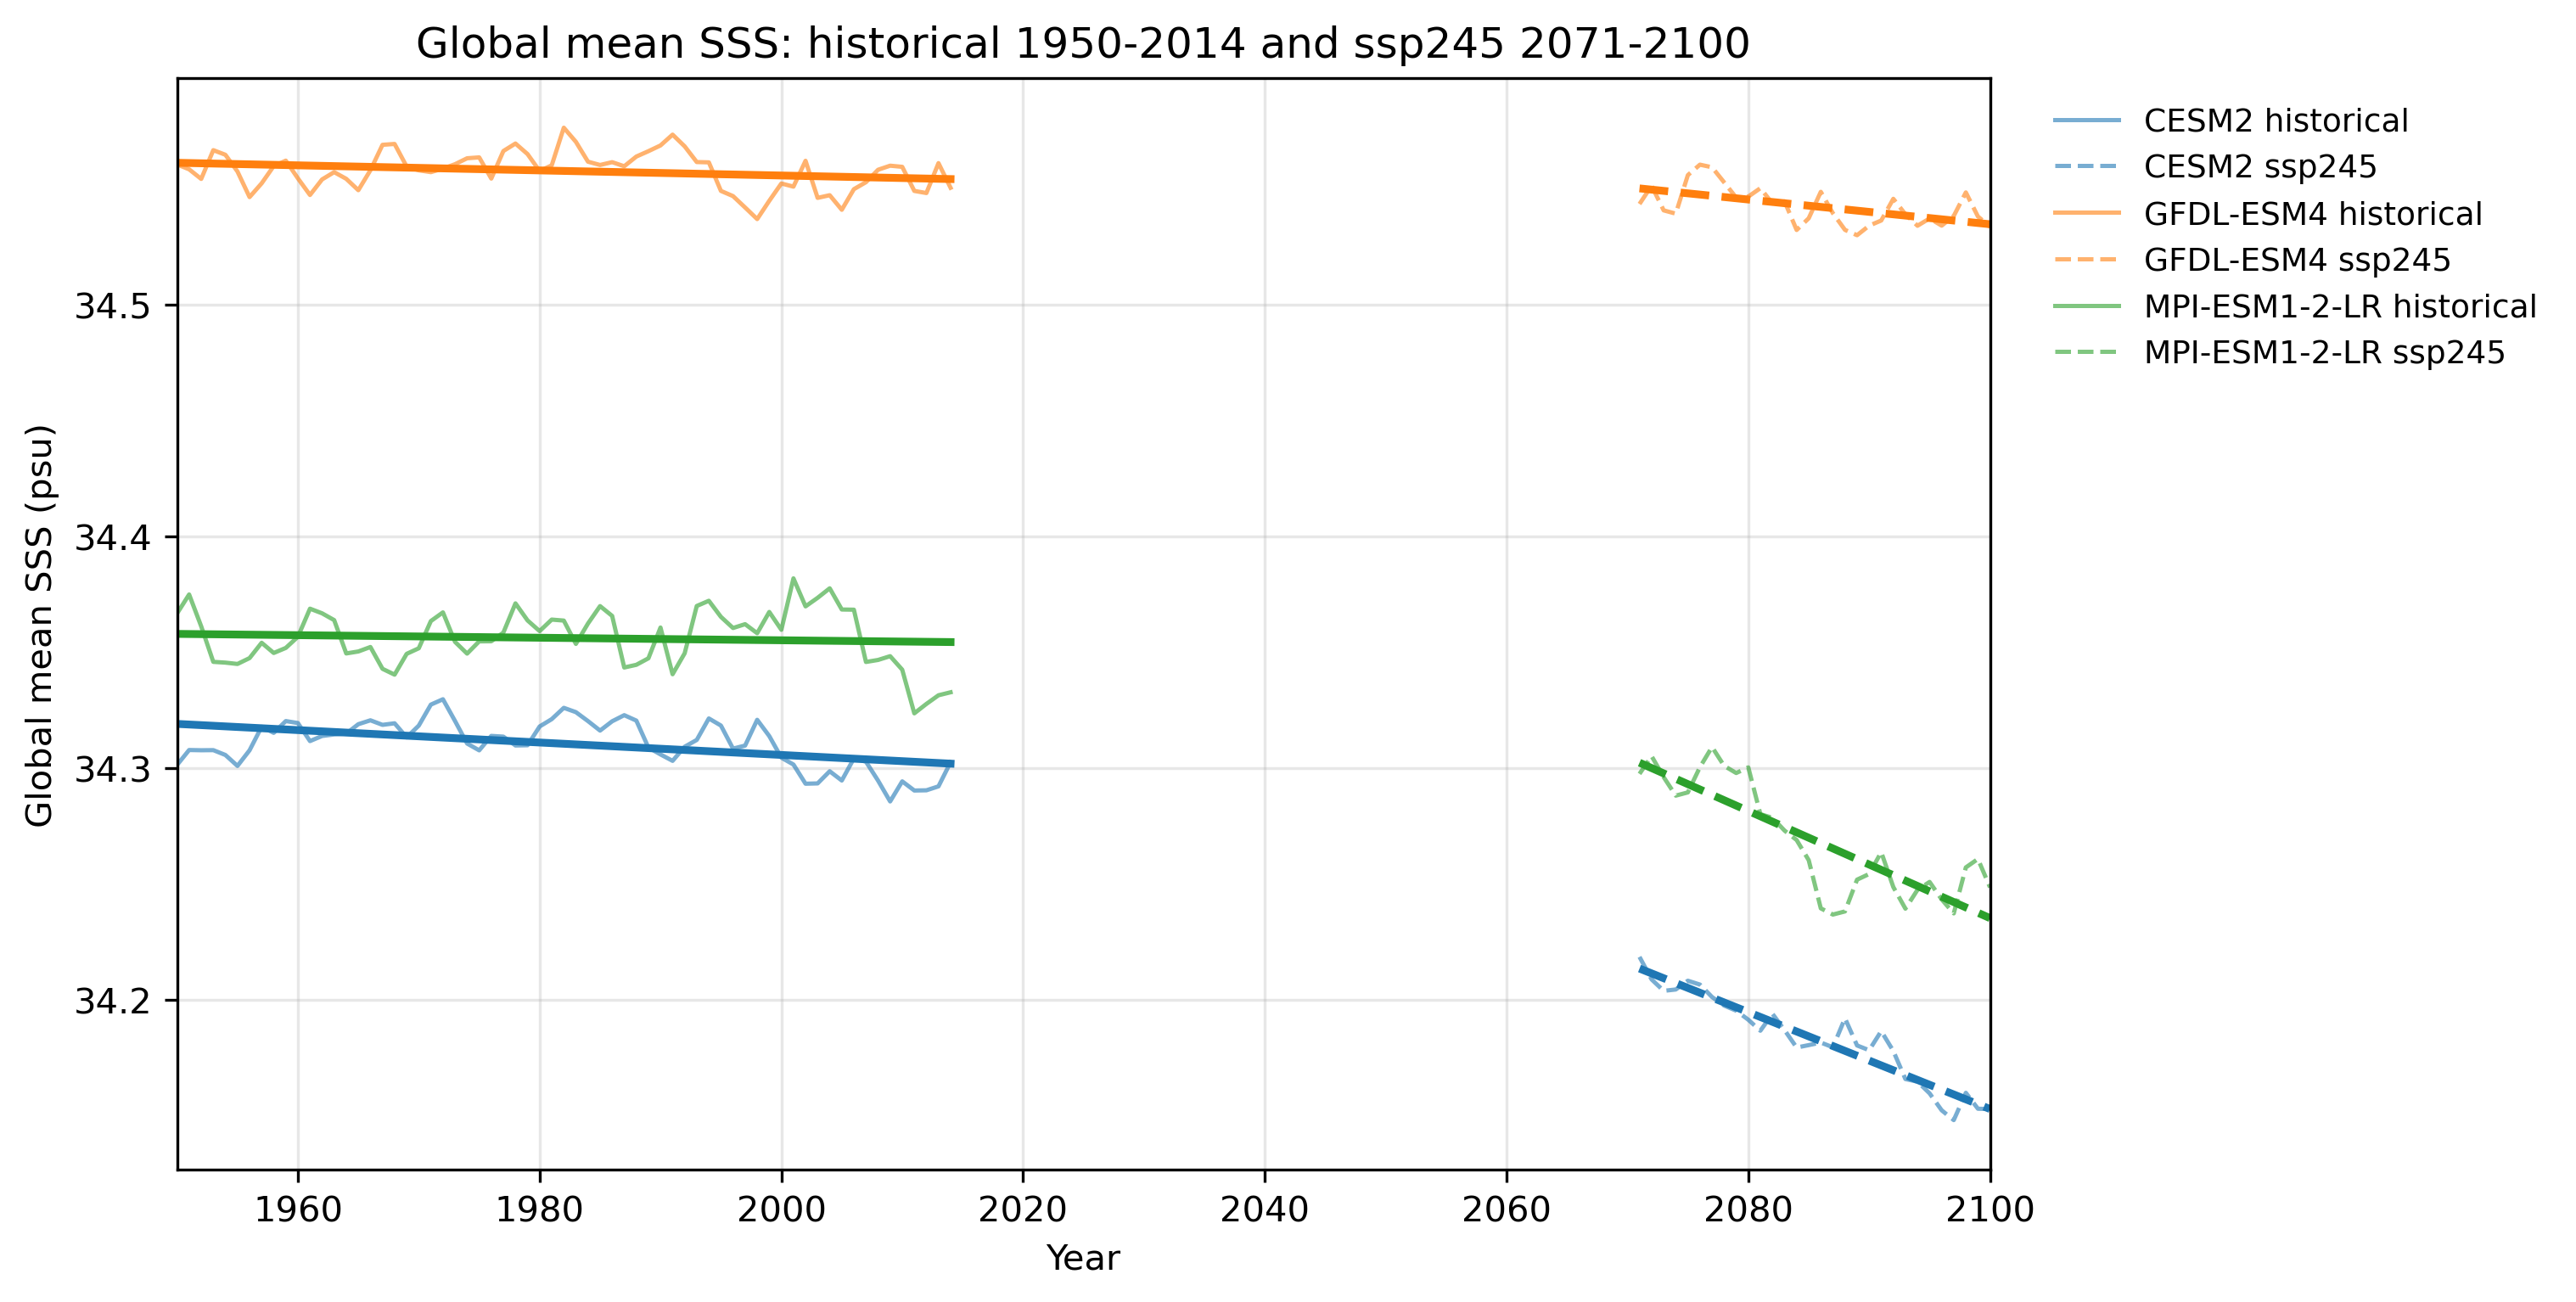 Global mean SSS: historical 1950-2014 and ssp245 2071-2100
Global mean SSS (psu)
34.5
34.4
34.3
34.2
1960
1980
2000
2020
2040
2060
2080
2100
Year
CESM2 historical
CESM2 ssp245
GFDL-ESM4 historical
GFDL-ESM4 ssp245
MPI-ESM1-2-LR historical
MPI-ESM1-2-LR ssp245